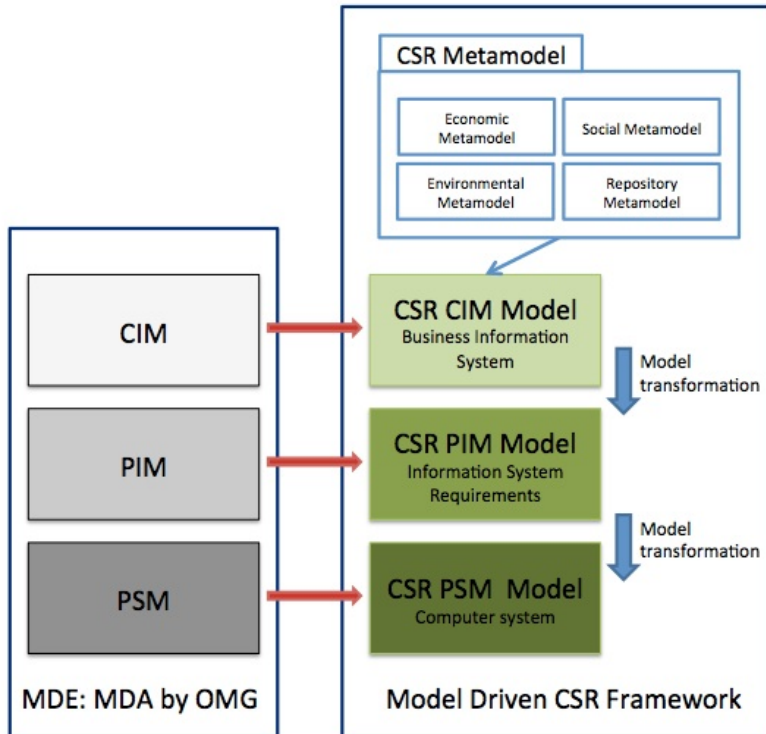 CSR Metamodel
Economic
Metamodel
Social Metamodel
Environmental
Metamodel
Repository
Metamodel
CIM
CSR CIM Model
Business Information
System
Model
transformation
PIM
CSR PIM Model
Information System
Requirements
Model
transformation
PSM
CSR PSM Model
Computer system
MDE: MDA by OMG
Model Driven CSR Framework